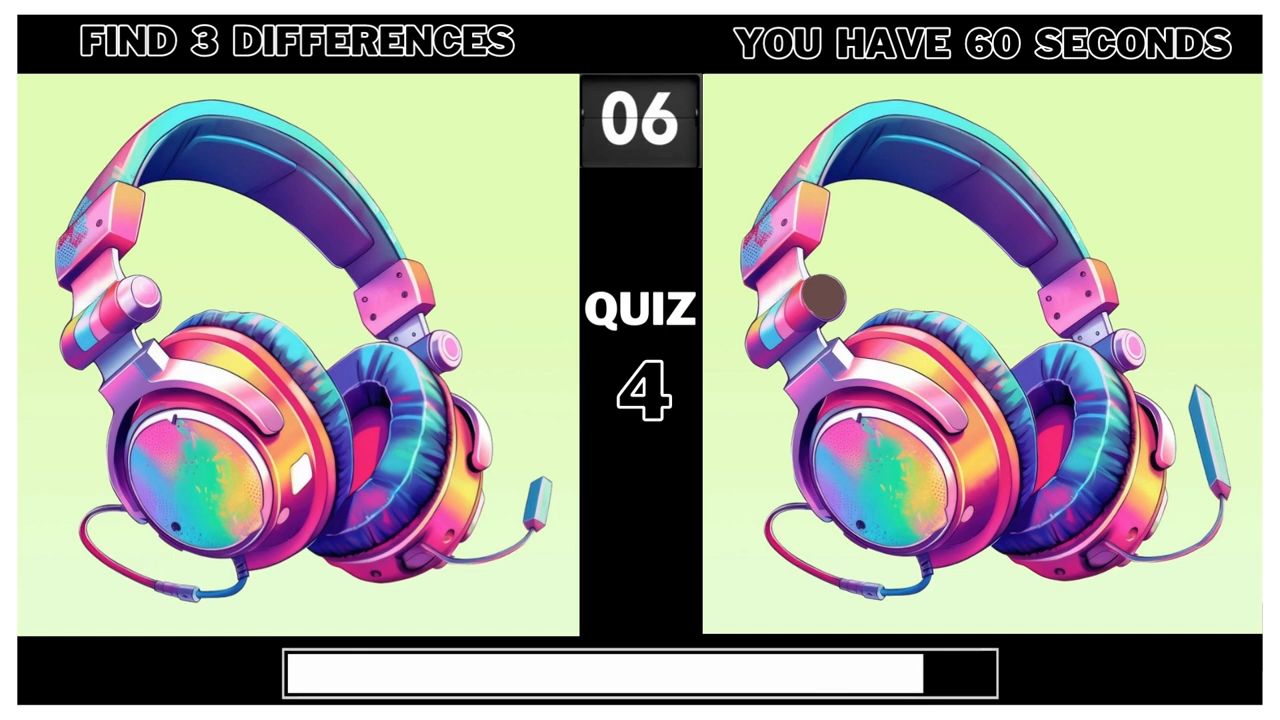 FIND 3 DIFFERENCES
YOU HAVE 60 SECONDS
06
QUIZ
4